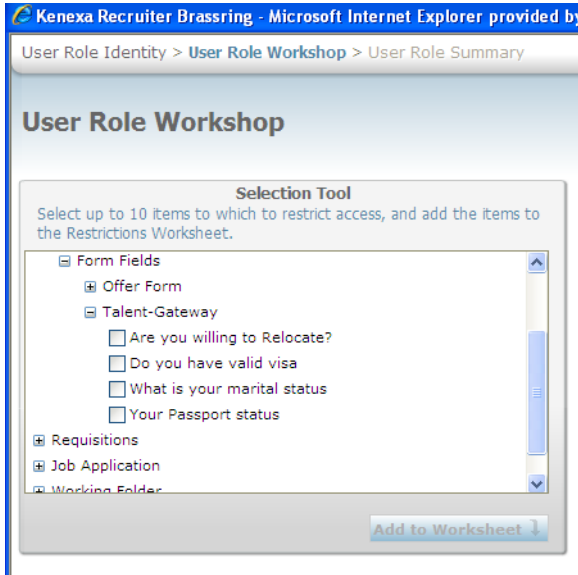 Kenexa Recruiter Brassring - Microsoft Internet Explorer provided by
User Role Identity > User Role Workshop > User Role Summary
User Role Workshop
Selection Tool
Select up to 10 items to which to restrict access, and add the items to
the Restrictions Worksheet.
Form Fields
Offer Form
Talent-Gateway
Are you willing to Relocate?
Do you have valid visa
What is your marital status
Your Passport status
Requisitions
Job Application
Working Folder
Add to Worksheet